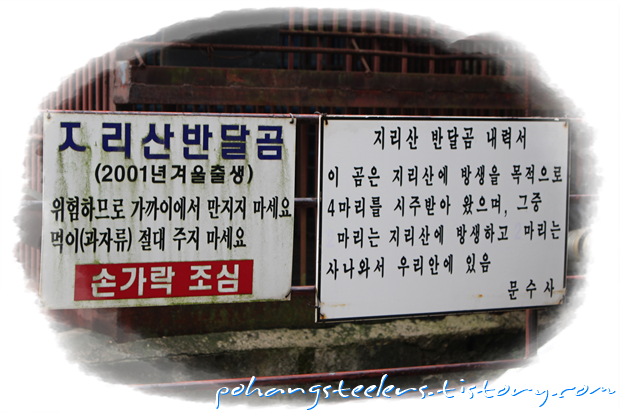 지리산반달곰
(2001년겨울출생)
위험하므로 가까이에서 만지지 마세요
먹이(과자류) 절대 주지 마세요
손가락 조심
지리산 반달곰 내력서
이 곰은 지리산에 방생을 목적으로
4마리를 시주받아 왔으며, 그중
마리는 지리산에 방생하고 마리는
사나와서 우리안에 있음
문수사
pohangsteelers.tistory.com